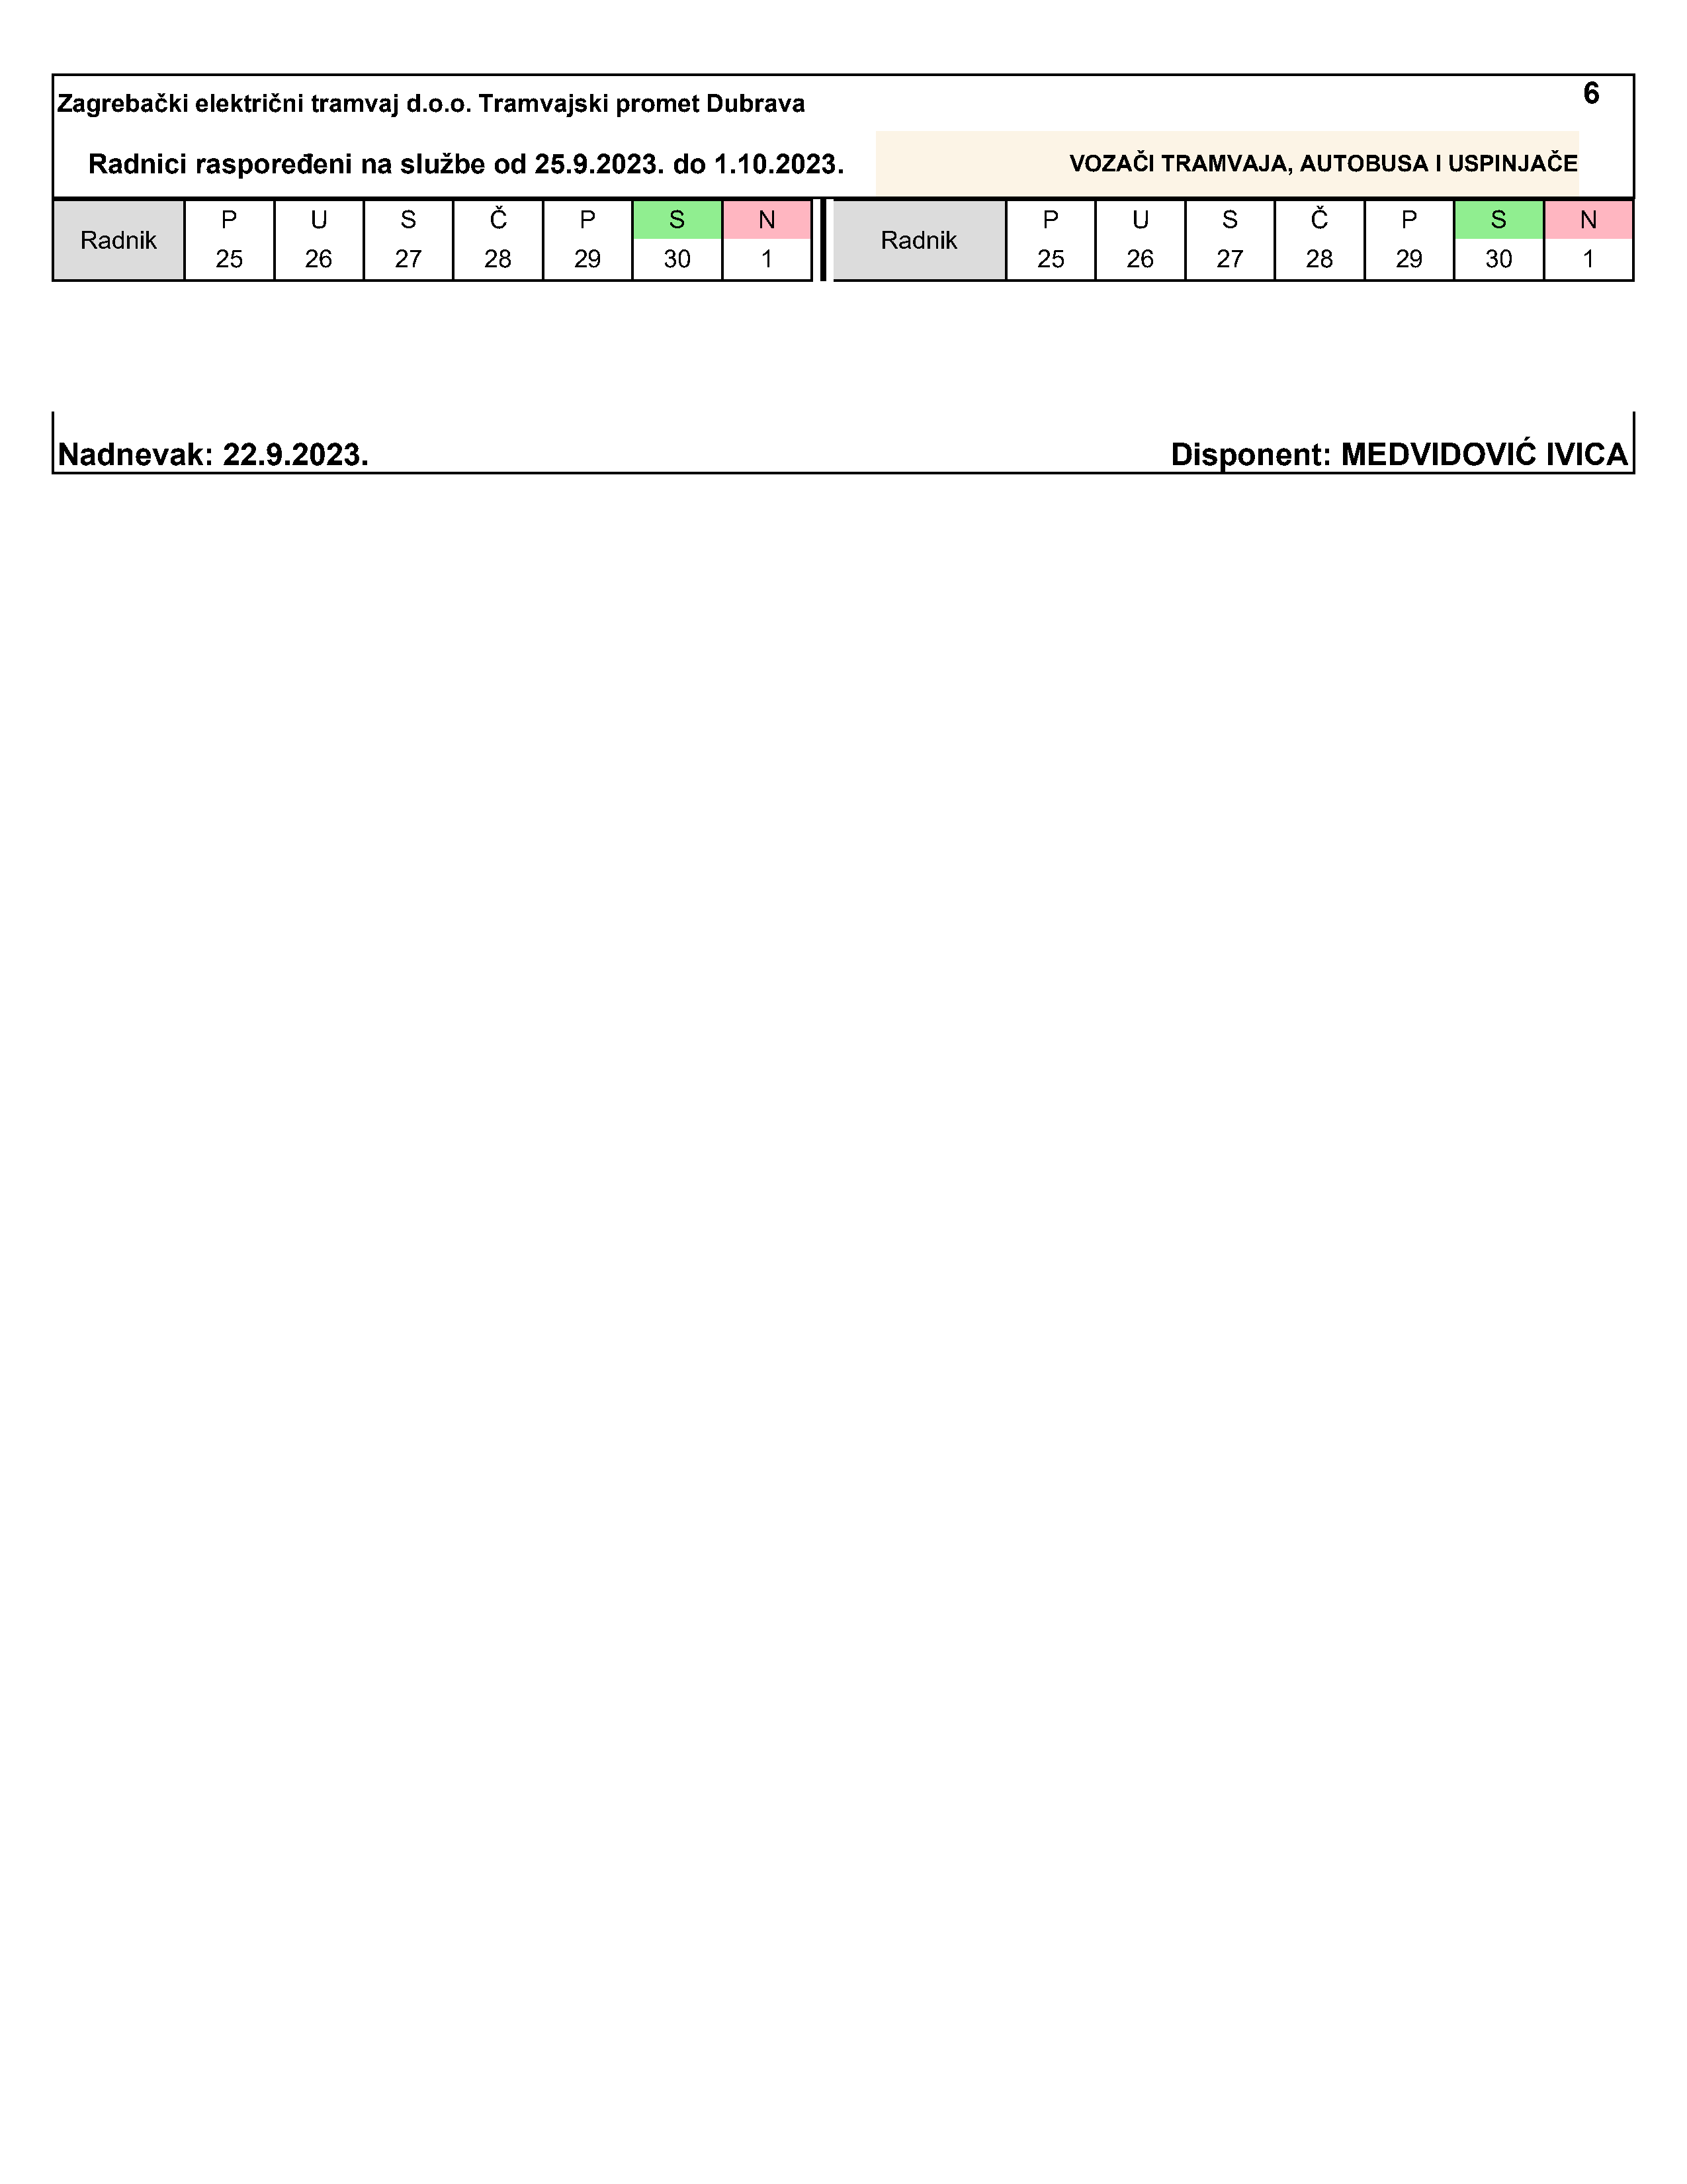 6
Zagrebački električni tramvaj d.o.o. Tramvajski promet Dubrava
Radnici raspoređeni na službe od 25.9.2023. do 1.10.2023.
VOZAČI TRAMVAJA, AUTOBUSA I USPINJAČE
Radnik P U S Č P S N Radnik P U S Č P S N
25 26 27 28 29 30 1 25 26 27 28 29 30 1
Nadnevak: 22.9.2023. Disponent: MEDVIDOVIĆ IVICA